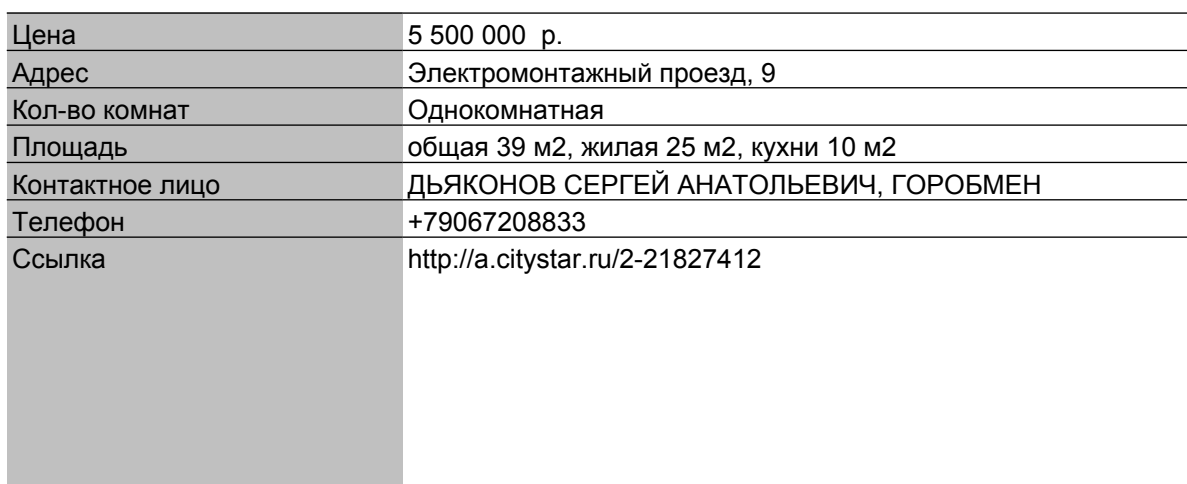 Цена 5 500 000 р.
Адрес Электромонтажный проезд, 9
Кол-во комнат Однокомнатная
Площадь общая 39 м2, жилая 25 м2, кухни 10 м2
Контактное лицо ДЬЯКОНОВ СЕРГЕЙ АНАТОЛЬЕВИЧ, ГОРОБМЕН
Телефон +79067208833
Ссылка http://a.citystar.ru/2-21827412